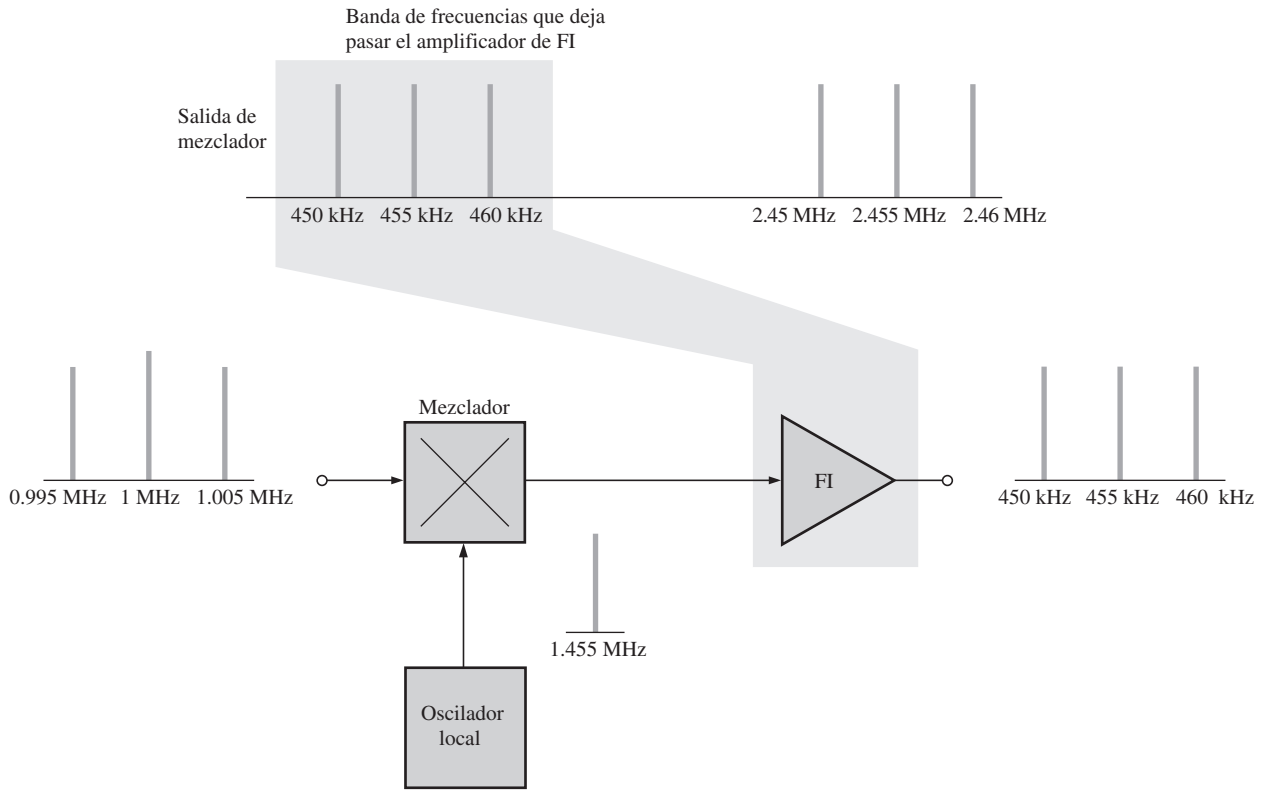 Banda de frecuencias que deja
pasar el amplificador de FI
Salida de
mezclador
450 kHz 455 kHz 460 kHz 2.45 MHz 2.455 MHz 2.46 MHz
Mezclador
0.995 MHz 1 MHz 1.005 MHz
FI
450 kHz 455 kHz 460 kHz
1.455 MHz
Oscilador
local